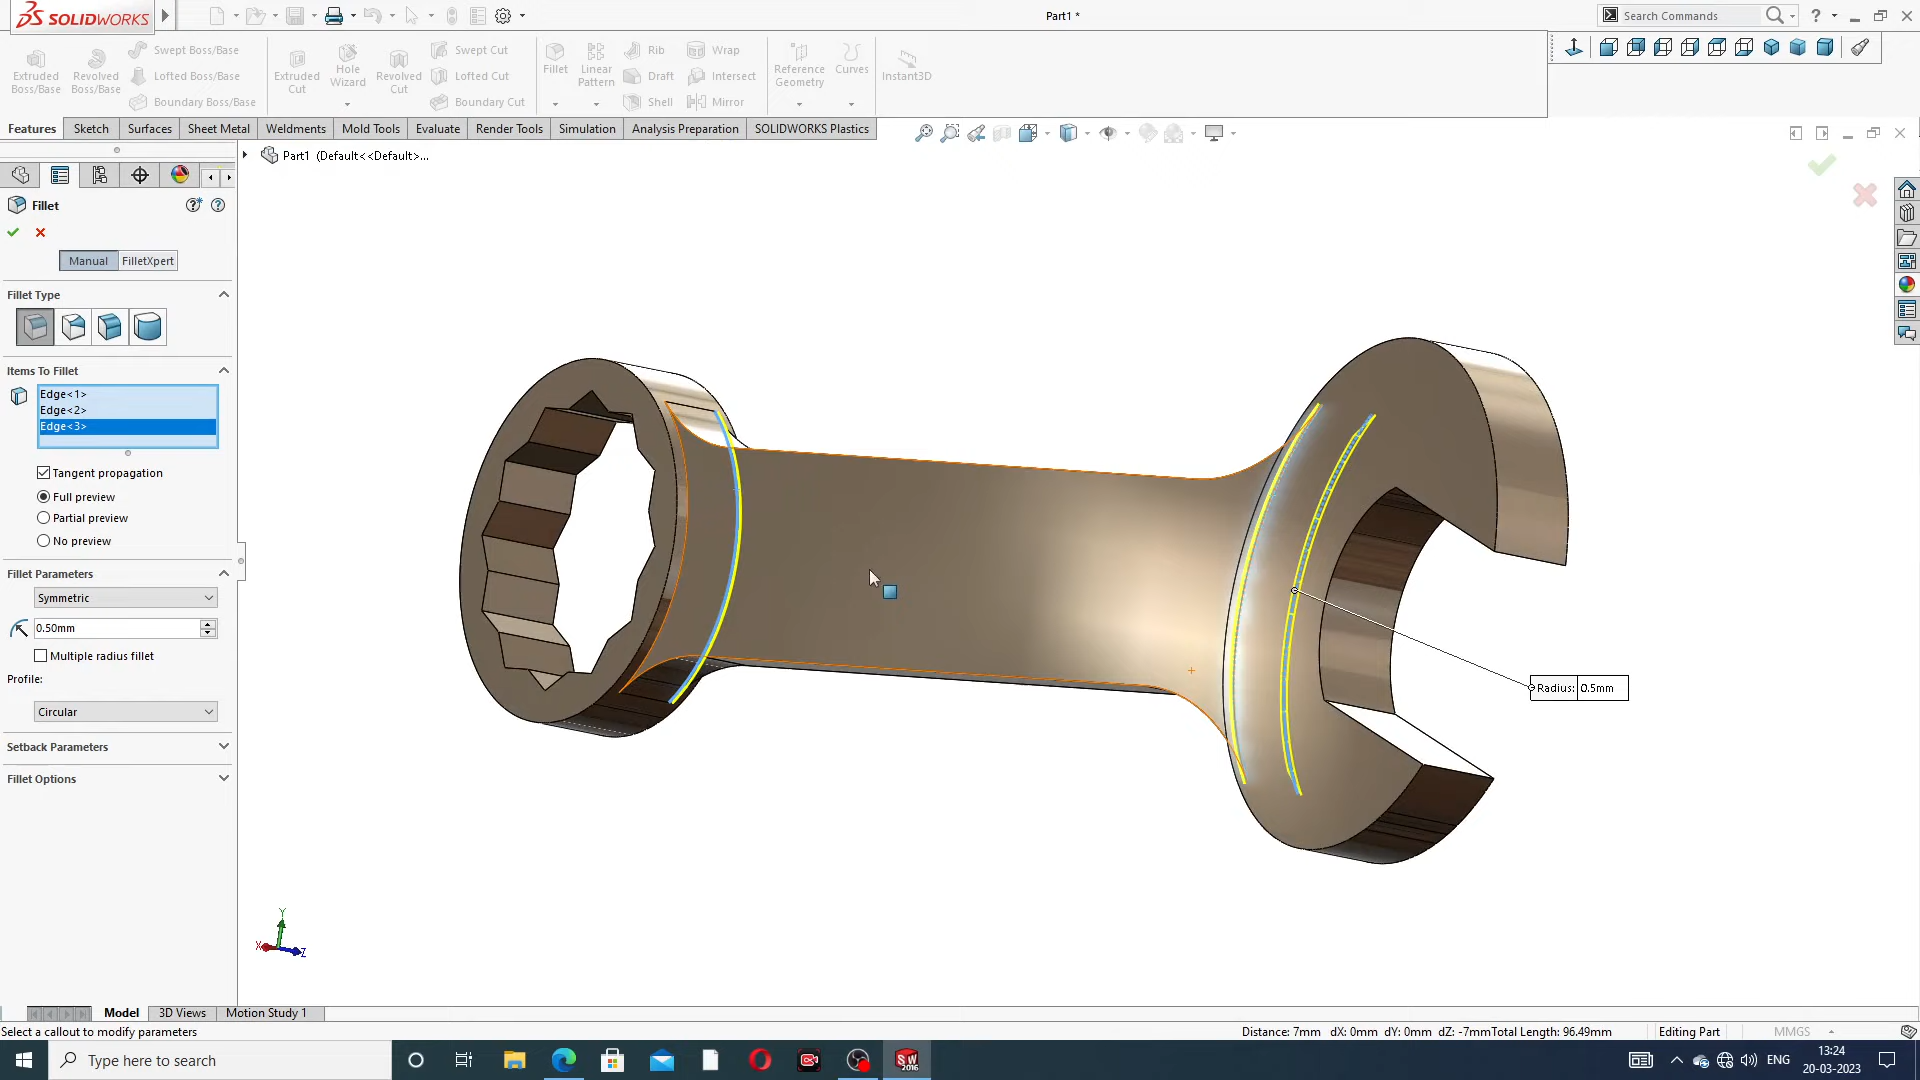 SOLIDWORKS
Part1 *
Search Commands
Extruded Boss/Base
Revolved Boss/Base
Swept Boss/Base
Lofted Boss/Base
Boundary Boss/Base
Extruded Cut
Hole Wizard
Revolved Cut
Swept Cut
Lofted Cut
Boundary Cut
Fillet
Linear Pattern
Rib
Draft
Shell
Wrap
Intersect
Mirror
Reference Geometry
Curves
Instant3D
Features
Sketch
Surfaces
Sheet Metal
Weldments
Mold Tools
Evaluate
Render Tools
Simulation
Analysis Preparation
SOLIDWORKS Plastics
Part1 (Default<<Default>...
Fillet
Manual
FilletXpert
Fillet Type
Items To Fillet
Edge<1>
Edge<2>
Edge<3>
Tangent propagation
Full preview
Partial preview
No preview
Fillet Parameters
Symmetric
0.50mm
Multiple radius fillet
Profile:
Circular
Setback Parameters
Fillet Options
Radius: 0.5mm
Y
X
Z
Model
3D Views
Motion Study 1
Select a callout to modify parameters
Distance: 7mm dX: 0mm dY: 0mm dZ: -7mmTotal Length: 96.49mm
Editing Part
MMGS
Type here to search
SW
2016
ENG
13:24
20-03-2023